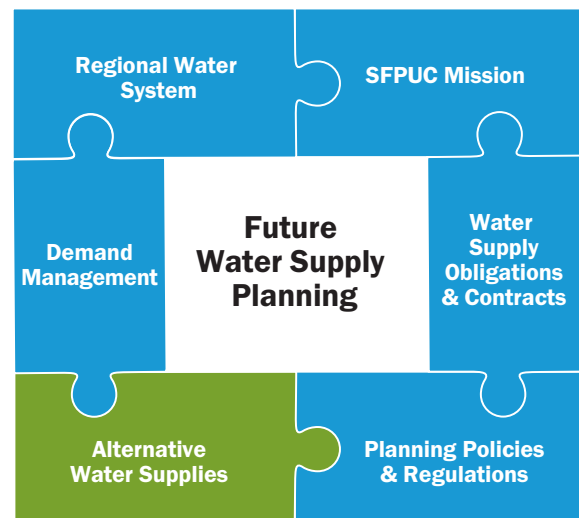 Regional Water
System
SFPUC Mission
Demand
Management
Future
Water Supply
Planning
Water
Supply
Obligations
& Contracts
Alternative
Water Supplies
Planning Policies
& Regulations